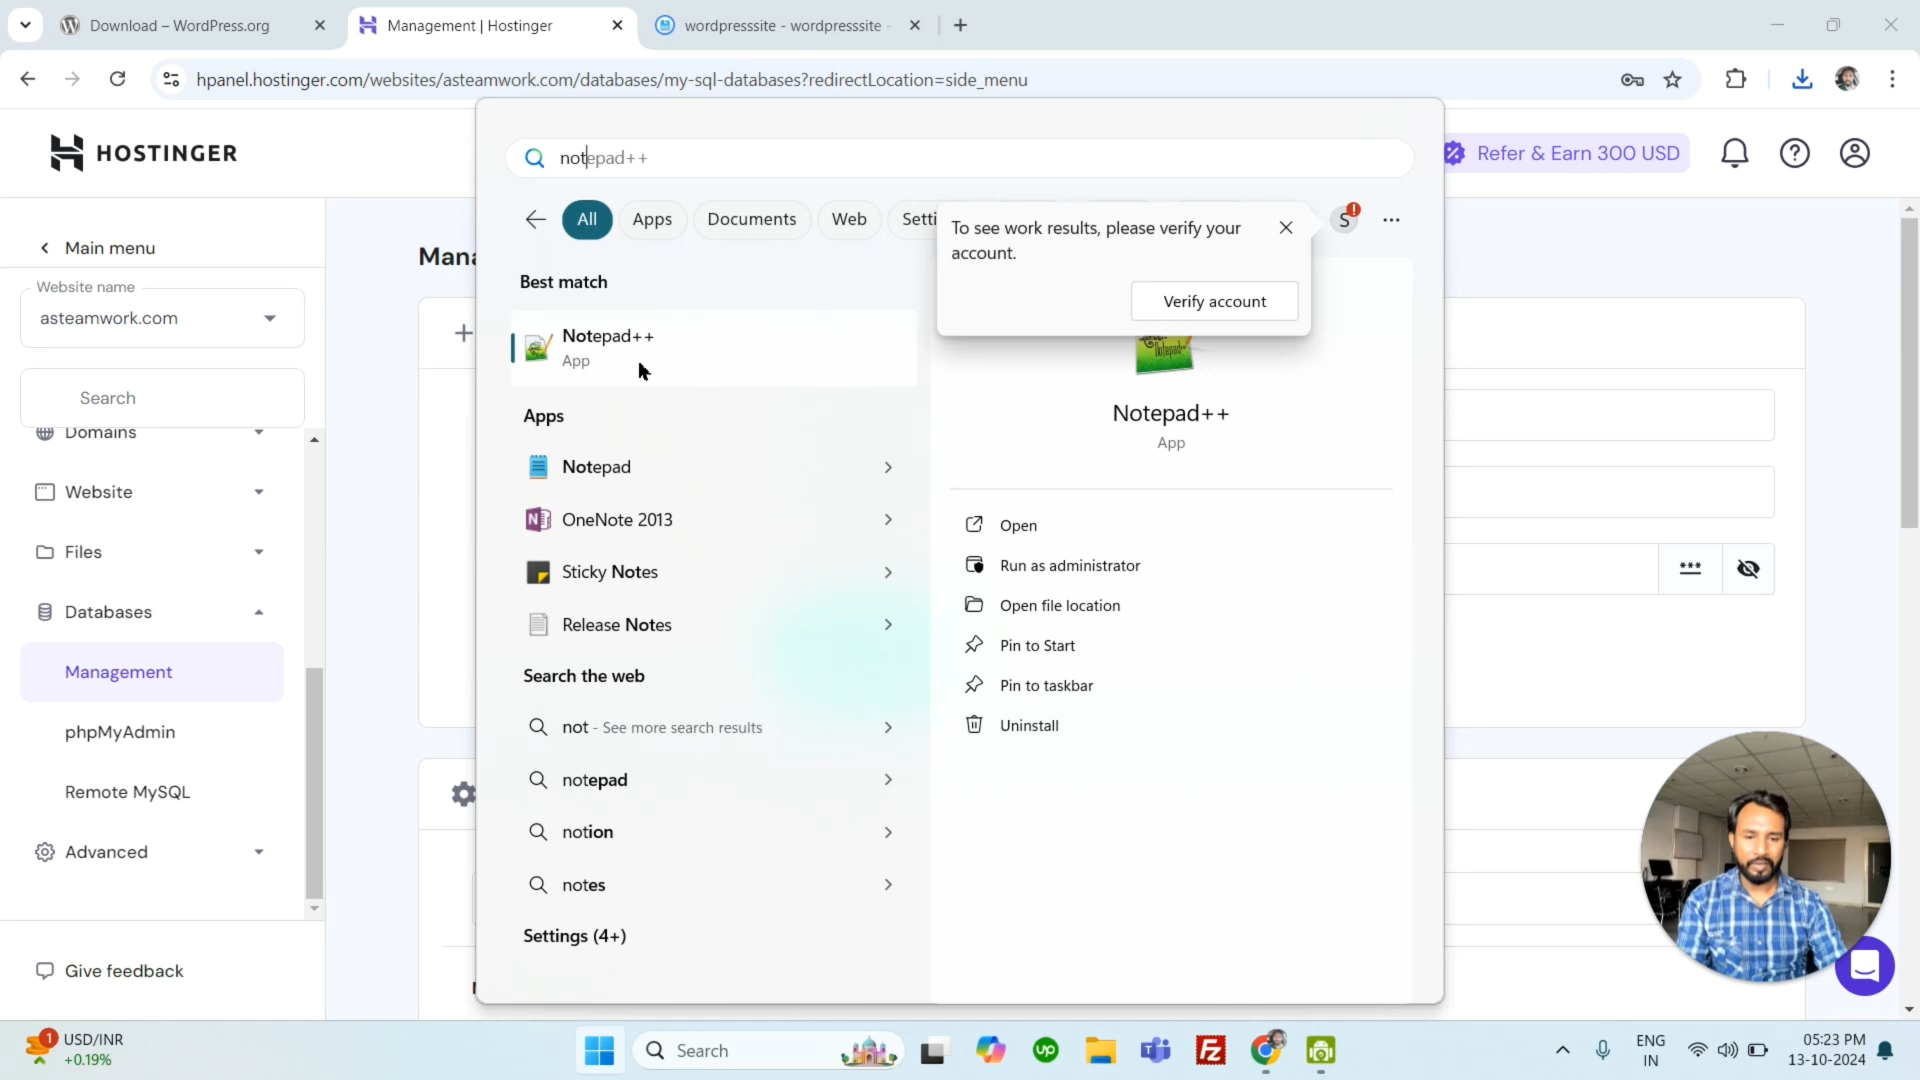 Download – WordPress.org
Management | Hostinger
wordpresssite - wordpresssite -
hpanel.hostinger.com/websites/asteamwork.com/databases/my-sql-databases?redirectLocation=side_menu
HOSTINGER
notepad++
Refer & Earn 300 USD
All
Apps
Documents
Web
Setti
S
To see work results, please verify your
account.
Verify account
Main menu
Mana
Website name
asteamwork.com
Search
Domains
Website
Files
Databases
Management
phpMyAdmin
Remote MySQL
Advanced
Give feedback
Best match
Notepad++
App
Apps
Notepad
OneNote 2013
Sticky Notes
Release Notes
Search the web
not - See more search results
notepad
notion
notes
Settings (4+)
Notepad++
App
Open
Run as administrator
Open file location
Pin to Start
Pin to taskbar
Uninstall
1
USD/INR
+0.19%
Search
up
ENG
IN
05:23 PM
13-10-2024